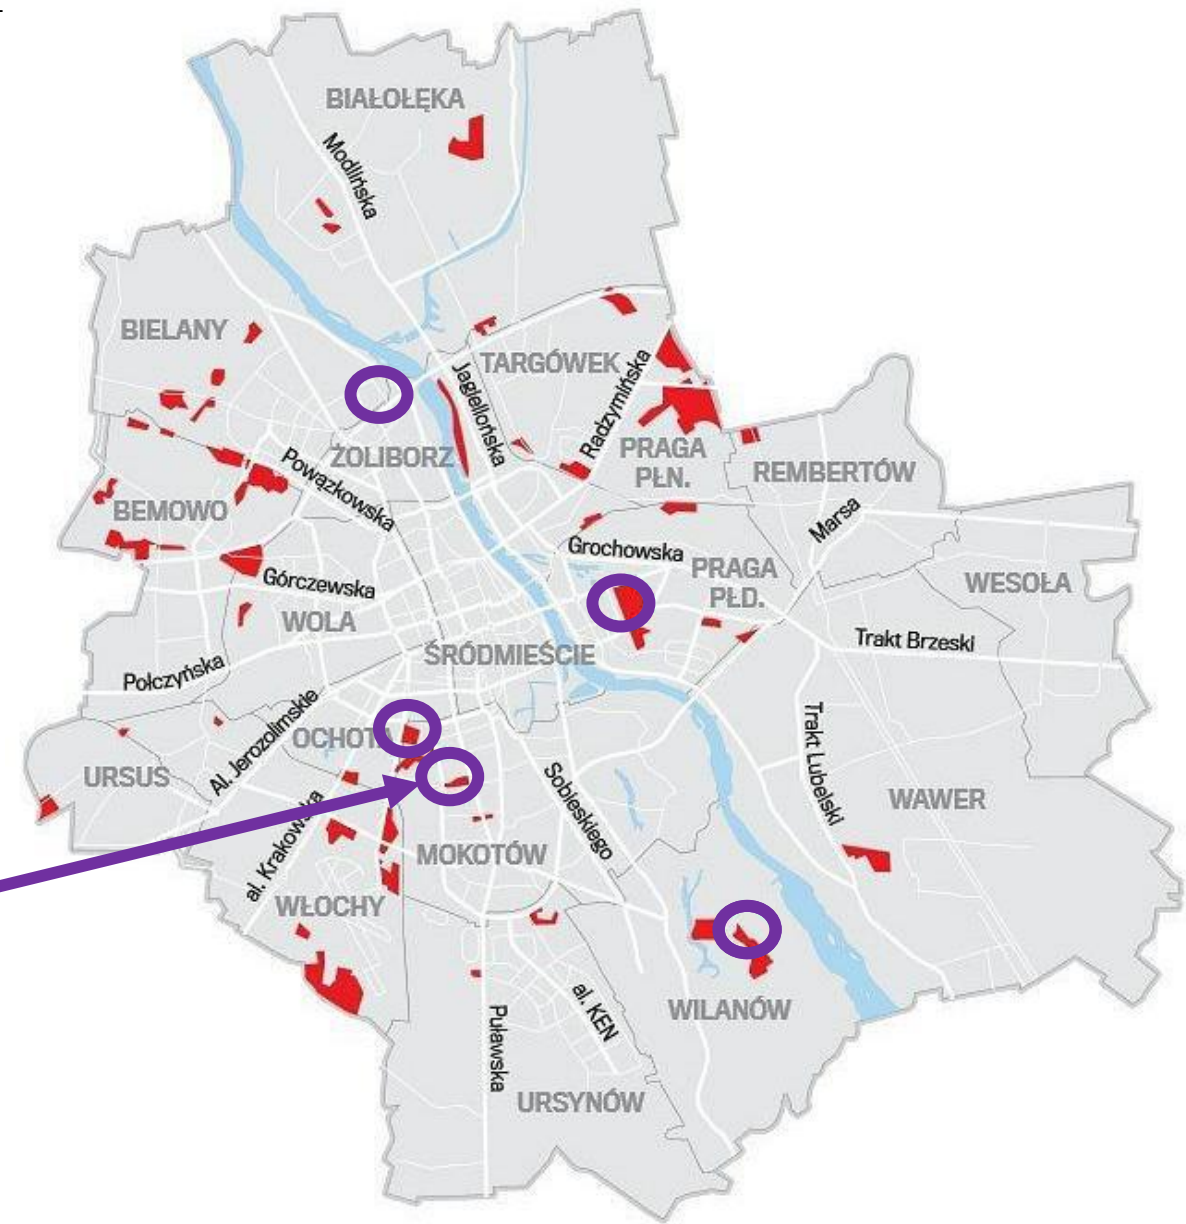 BIAŁOŁĘKA
Modlińska
BIELANY
TARGÓWEK
Jagiellońska
Radzymińska
ŻOLIBORZ
PRAGA
PŁN.
REMBERTÓW
Powązkowska
BEMOWO
Marsa
Grochowska
PRAGA
PŁD.
WESOŁA
Górczewska
WOLA
ŚRÓDMIEŚCIE
Trakt Brzeski
Połczyńska
Al. Jerozolimskie
OCHOTA
Trakt Lubelski
URSUS
Sobieskiego
WAWER
al. Krakowska
MOKOTÓW
WŁOCHY
WILANÓW
al. KEN
Puławska
URSYNÓW